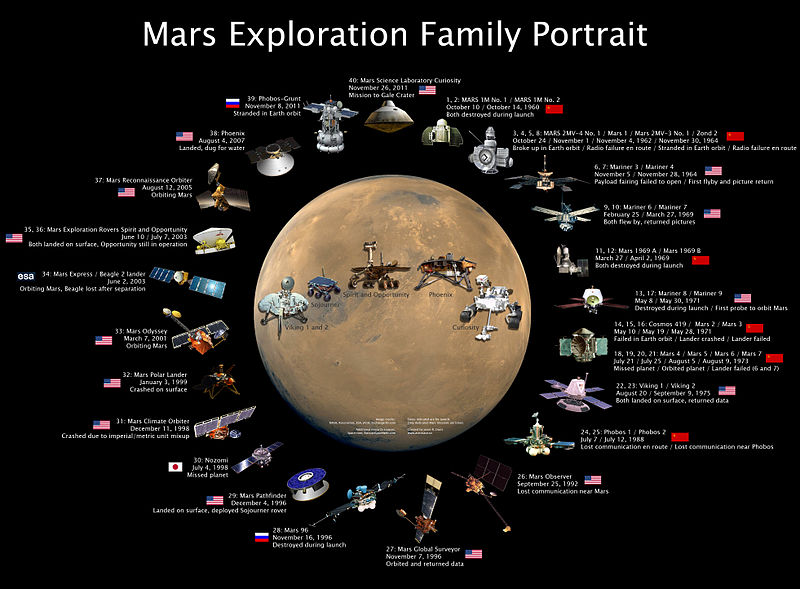 Mars Exploration Family Portrait
40: Mars Science Laboratory Curiosity
November 26, 2011
Mission to Gale Crater
1, 2: MARS 1M No. 1 / MARS 1M No. 2
October 10 / October 14, 1960
Both destroyed during launch
3, 4, 5, 8: MARS 2MV-4 No. 1 / Mars 1 / Mars 2MV-3 No. 1 / Zond 2
October 24 / November 1 / November 4, 1962 / November 30, 1964
Broke up in Earth orbit / Radio failure en route / Stranded in Earth orbit / Radio failure en route
6, 7: Mariner 3 / Mariner 4
November 5 / November 28, 1964
Payload fairing failed to open / First flyby and picture return
9, 10: Mariner 6 / Mariner 7
February 25 / March 27, 1969
Both flew by, returned pictures
11, 12: Mars 1969 A / Mars 1969 B
March 27 / April 2, 1969
Both destroyed during launch
13, 17: Mariner 8 / Mariner 9
May 8 / May 30, 1971
Destroyed during launch / First probe to orbit Mars
14, 15, 16: Cosmos 419 / Mars 2 / Mars 3
May 10 / May 19 / May 28, 1971
Failed in Earth orbit / Lander crashed / Lander failed
18, 19, 20, 21: Mars 4 / Mars 5 / Mars 6 / Mars 7
July 21 / July 25 / August 5 / August 9, 1973
Missed planet / Orbited planet / Lander failed (6 and 7)
22, 23: Viking 1 / Viking 2
August 20 / September 9, 1975
Both landed on surface, returned data
24, 25: Phobos 1 / Phobos 2
July 7 / July 12, 1988
Lost communication en route / Lost communication near Phobos
26: Mars Observer
September 25, 1992
Lost communication near Mars
27: Mars Global Surveyor
November 7, 1996
Orbited and returned data
28: Mars 96
November 16, 1996
Destroyed during launch
29: Mars Pathfinder
December 4, 1996
Landed on surface, deployed Sojourner rover
30: Nozomi
July 4, 1998
Missed planet
31: Mars Climate Orbiter
December 11, 1998
Crashed due to imperial/metric unit mixup
32: Mars Polar Lander
January 3, 1999
Crashed on surface
33: Mars Odyssey
March 7, 2001
Orbiting Mars
esa
34: Mars Express / Beagle 2 lander
June 2, 2003
Orbiting Mars, Beagle lost after separation
35, 36: Mars Exploration Rovers Spirit and Opportunity
June 10 / July 7, 2003
Both landed on surface, Opportunity still in operation
37: Mars Reconnaissance Orbiter
August 12, 2005
Orbiting Mars
38: Phoenix
August 4, 2007
Landed, dug for water
39: Phobos-Grunt
November 8, 2011
Stranded in Earth orbit
Viking 1 and 2
Sojourner
Spirit and Opportunity
Phoenix
Curiosity